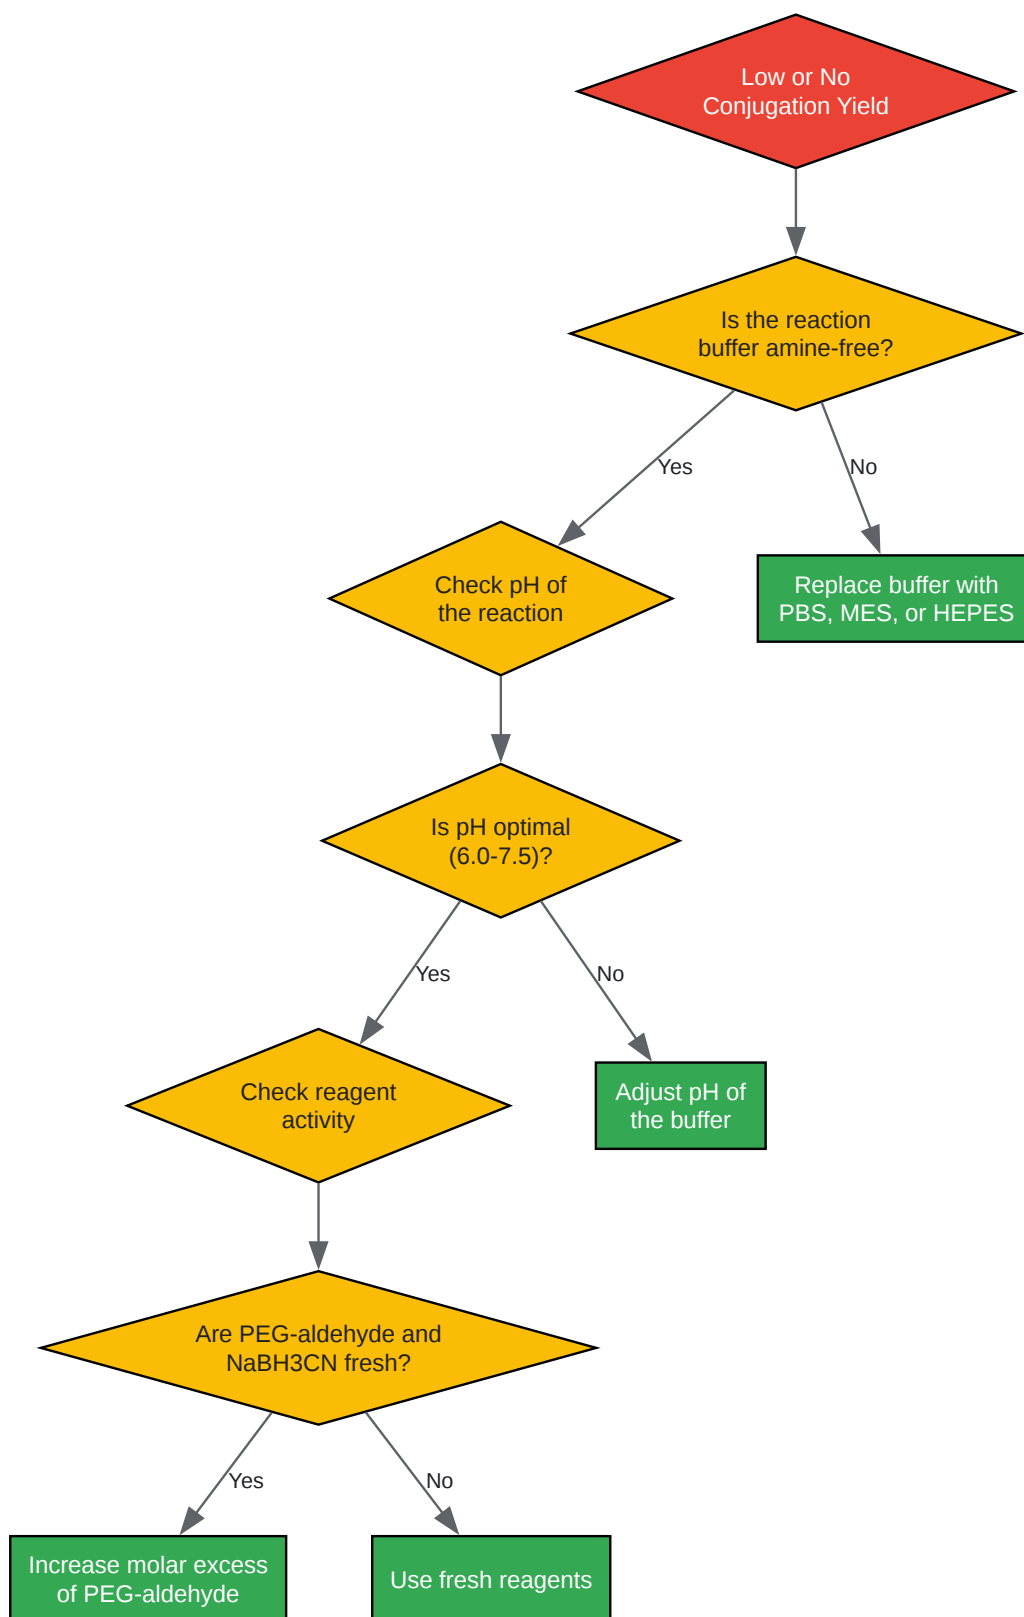 Low or No
Conjugation Yield
Is the reaction
buffer amine-free?
Yes
No
Check pH of
the reaction
Replace buffer with
PBS, MES, or HEPES
Is pH optimal
(6.0-7.5)?
Yes
No
Check reagent
activity
Adjust pH of
the buffer
Are PEG-aldehyde and
NaBH3CN fresh?
Yes
No
Increase molar excess
of PEG-aldehyde
Use fresh reagents